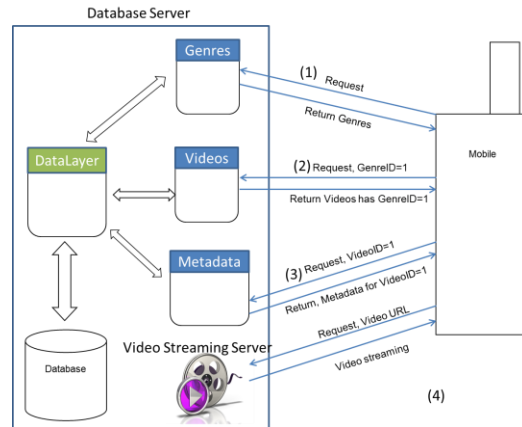 Database Server
Genres
(1)
Request
Return Genres
Mobile
DataLayer
Videos
(2) Request, GenreID=1
Return Videos has GenreID=1
Metadata
(3) Request, VideoID=1
Return, Metadata for VideoID=1
Request, Video URL
Video streaming
Database
Video Streaming Server
(4)